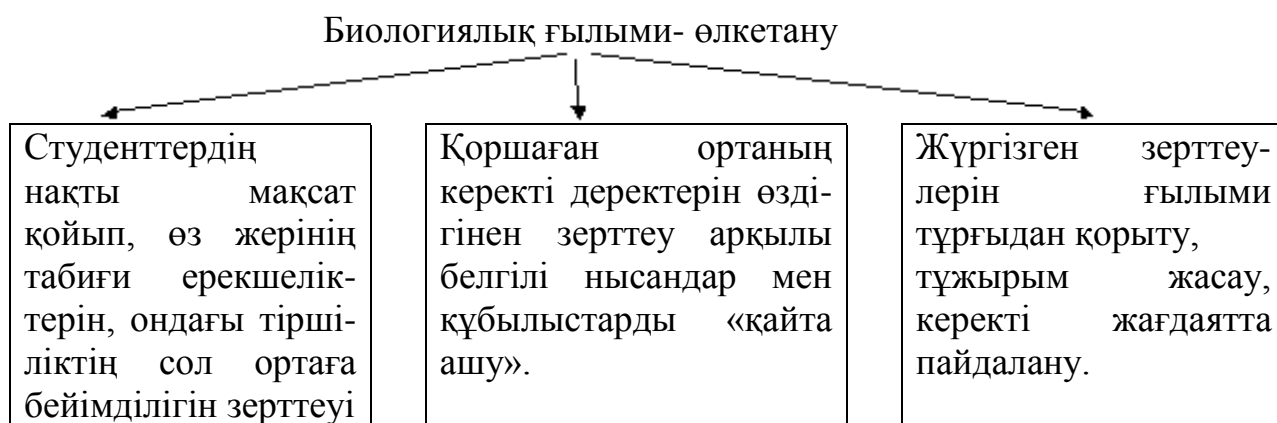 Биологиялық ғылыми- өлкетану
Студенттердің
нақты мақсат
қойып, өз жерінің
табиғи ерекшелік-
терін, ондағы тірші-
ліктің сол ортаға
бейімділігін зерттеуі
Қоршаған ортаның
керекті деректерін өзді-
гінен зерттеу арқылы
белгілі нысандар мен
құбылыстарды «қайта
ашу».
Жүргізген зерттеу-
лерін ғылыми
тұрғыдан қорыту,
тұжырым жасау,
керекті жағдаятта
пайдалану.